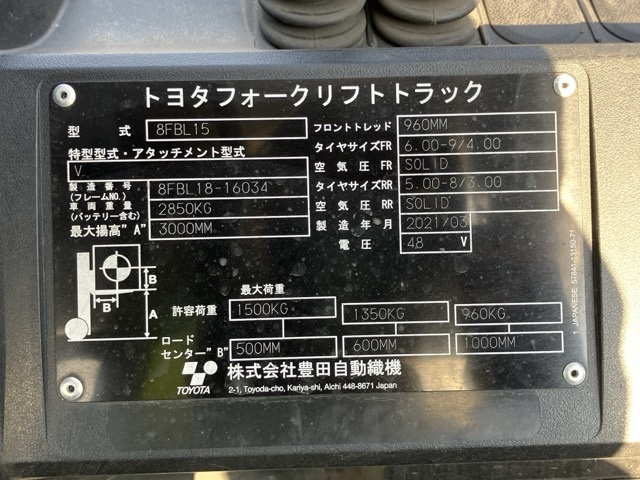 トヨタフォークリフトトラック
型 式 8FBL15
フロントトレッド 960MM
特型型式・アタッチメント型式
V
タイヤサイズFR 6.00-9/4.00
空気圧FR SOLID
製造番号(フレームNO.) 8FBL18-16034
タイヤサイズRR 5.00-8/3.00
車両重量(バッテリー含む) 2850KG
空気圧RR SOLID
最大揚高"A" 3000MM
製造年月 2021/03
電圧 48 V
B
B
A
最大荷重
許容荷重 1500KG 1350KG 960KG
ロードセンター"B" 500MM 600MM 1000MM
TOYOTA
株式会社豊田自動織機
2-1, Toyoda-cho, Kariya-shi, Aichi 448-8671 Japan
1 JAPANESE